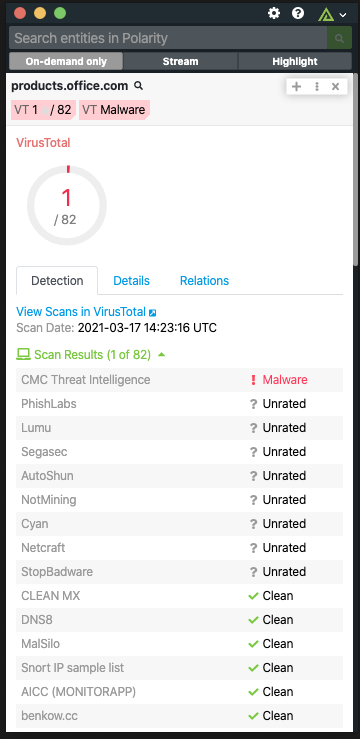 Search entities in Polarity
On-demand only Stream Highlight
products.office.com
VT 1 / 82 VT Malware
VirusTotal
1
/ 82
Detection Details Relations
View Scans in VirusTotal
Scan Date: 2021-03-17 14:23:16 UTC
Scan Results (1 of 82)
CMC Threat Intelligence ! Malware
PhishLabs ? Unrated
Lumu ? Unrated
Segasec ? Unrated
AutoShun ? Unrated
NotMining ? Unrated
Cyan ? Unrated
Netcraft ? Unrated
StopBadware ? Unrated
CLEAN MX Clean
DNS8 Clean
MalSilo Clean
Snort IP sample list Clean
AICC (MONITORAPP) Clean
benkow.cc Clean